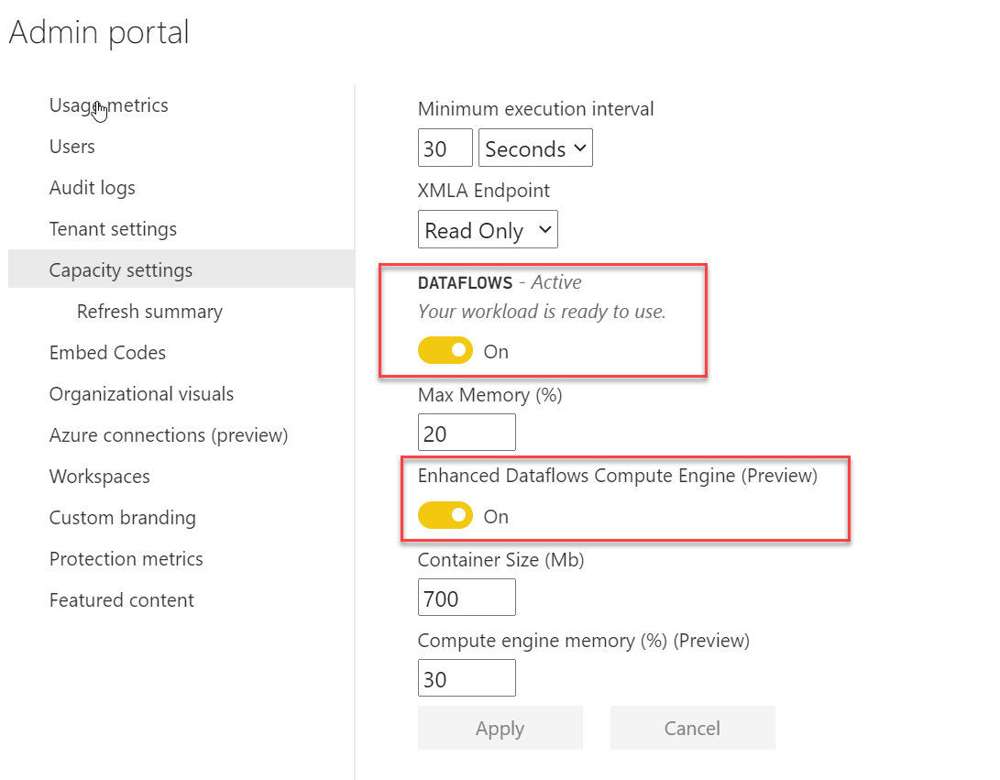 Admin portal
Usage metrics
Users
Audit logs
Tenant settings
Capacity settings
Refresh summary
Embed Codes
Organizational visuals
Azure connections (preview)
Workspaces
Custom branding
Protection metrics
Featured content
Minimum execution interval
30 Seconds
XMLA Endpoint
Read Only
DATAFLOWS - Active
Your workload is ready to use.
On
Max Memory (%)
20
Enhanced Dataflows Compute Engine (Preview)
On
Container Size (Mb)
700
Compute engine memory (%) (Preview)
30
Apply Cancel